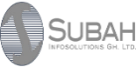 SUBAH
INFOSOLUTIONS GH. LTD.